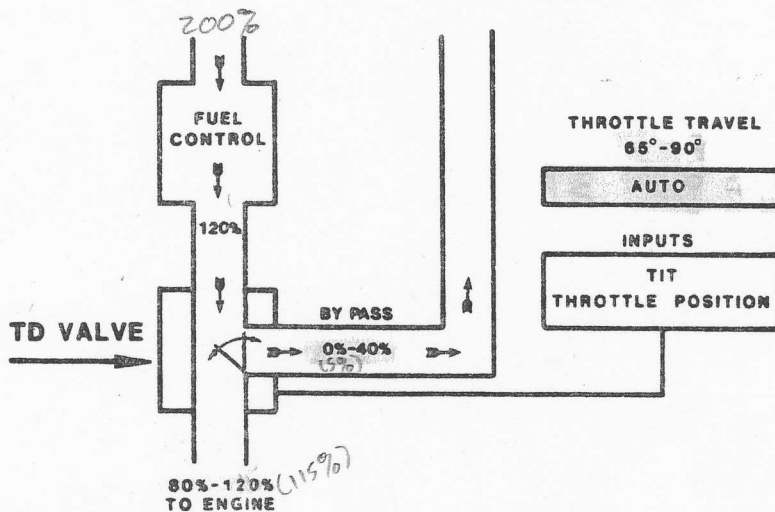 200%
FUEL
CONTROL
120%
TD VALVE
BY PASS
0%-40%
(5%)
80%-120% (115%)
TO ENGINE
THROTTLE TRAVEL
65°-90°
AUTO
INPUTS
TIT
THROTTLE POSITION